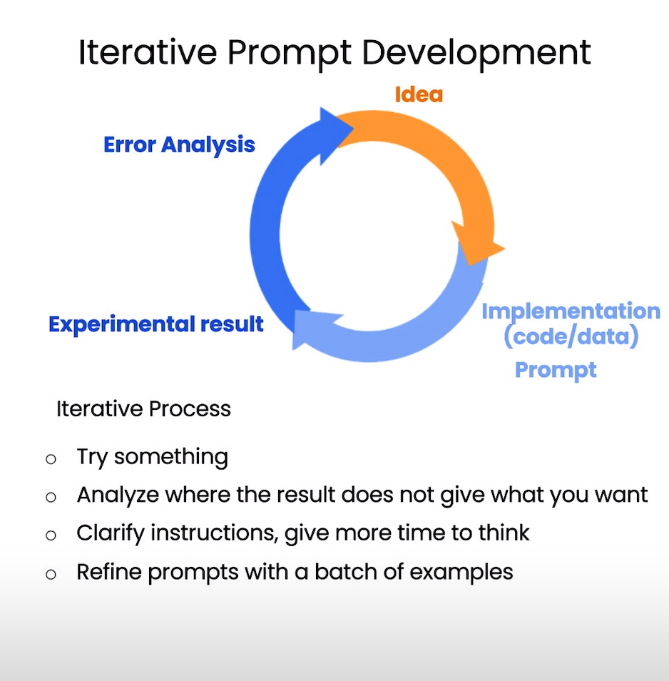 Iterative Prompt Development
Idea
Error Analysis
Experimental result
Implementation
(code/data)
Prompt
Iterative Process
o Try something
o Analyze where the result does not give what you want
o Clarify instructions, give more time to think
o Refine prompts with a batch of examples